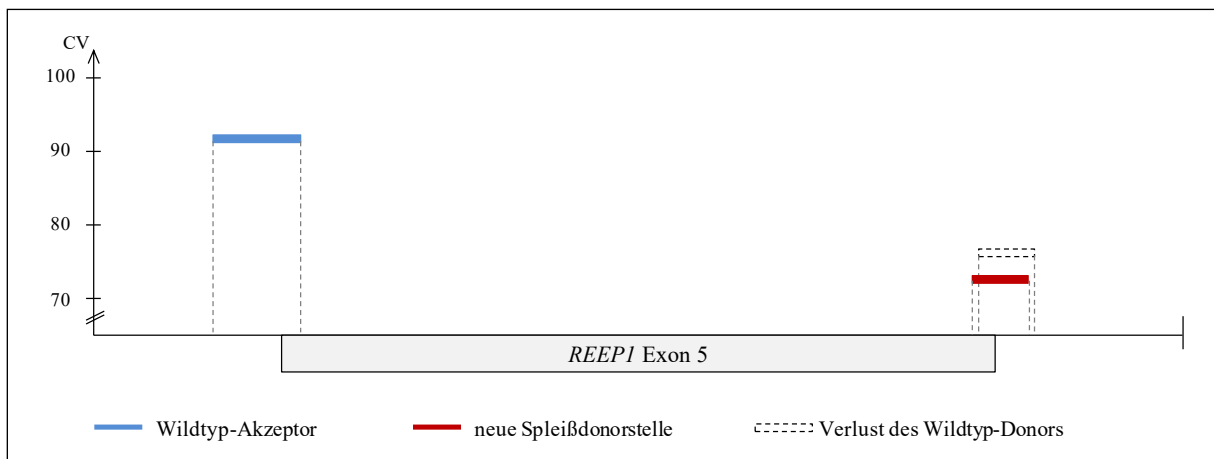 CV
100
90
80
70
REEP1 Exon 5
Wildtyp-Akzeptor neue Spleißdonorstelle Verlust des Wildtyp-Donors